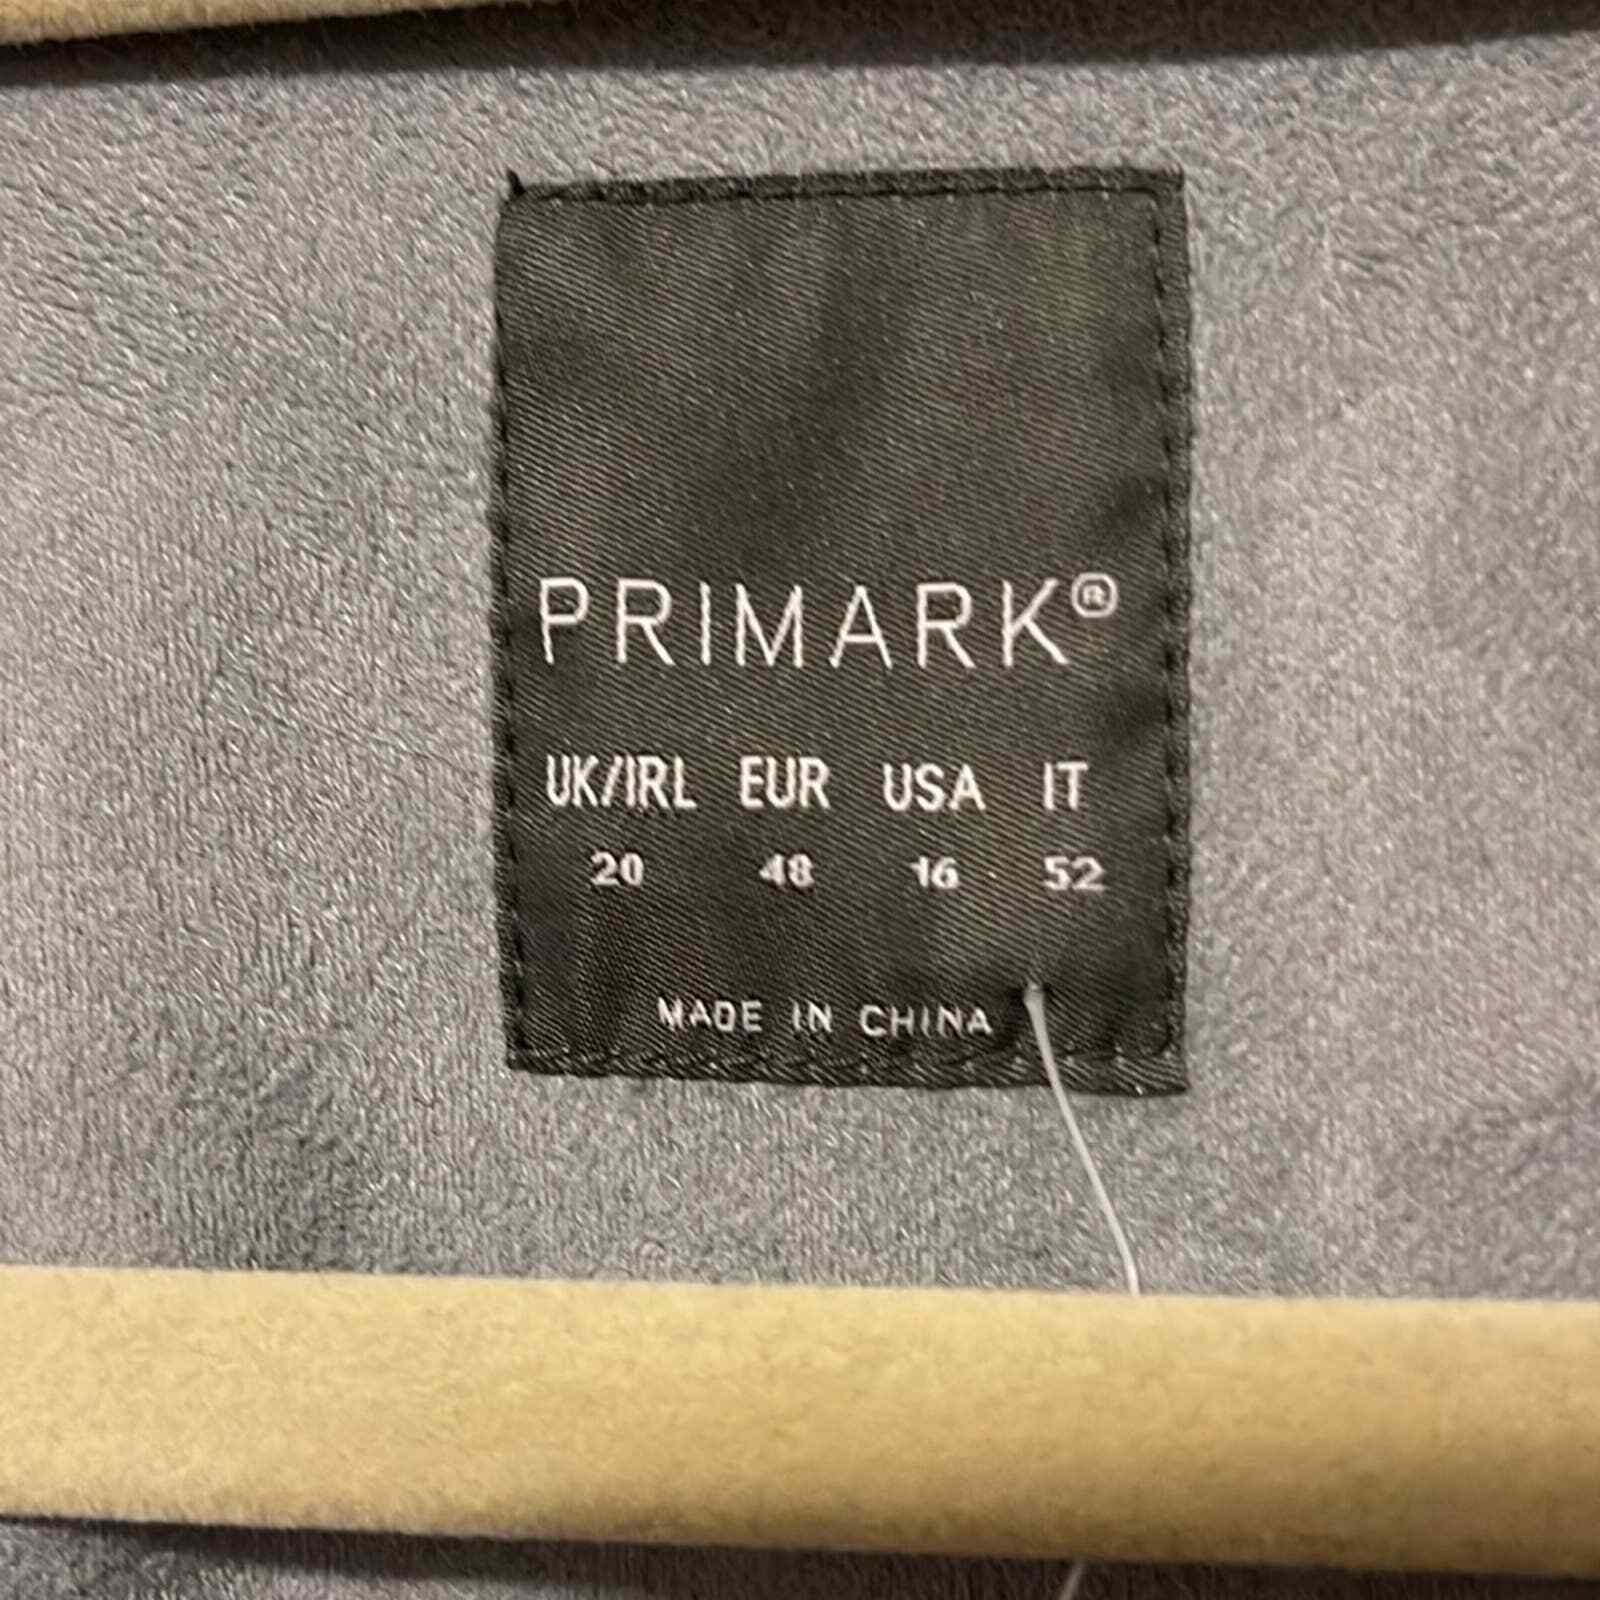 PRIMARK®
UK/IRL EUR USA IT
20 48 16 52
MADE IN CHINA